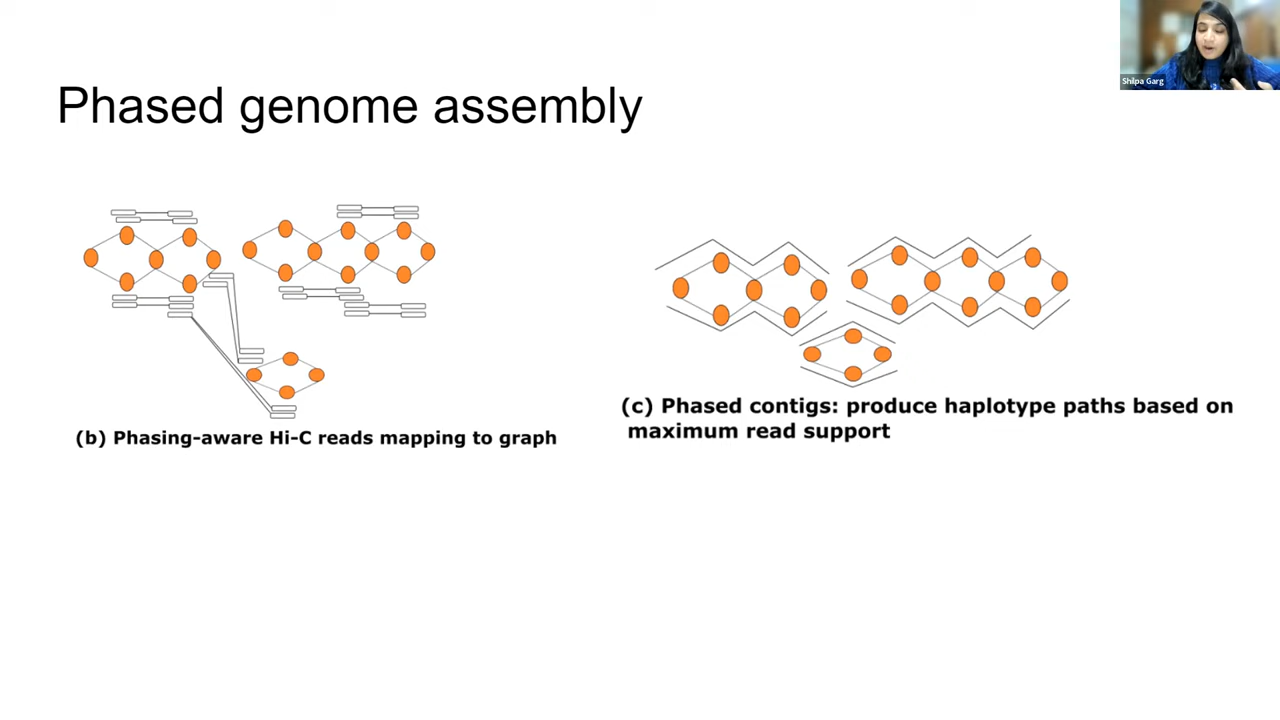 Shilpa Garg
Phased genome assembly
(b) Phasing-aware Hi-C reads mapping to graph
(c) Phased contigs: produce haplotype paths based on
maximum read support